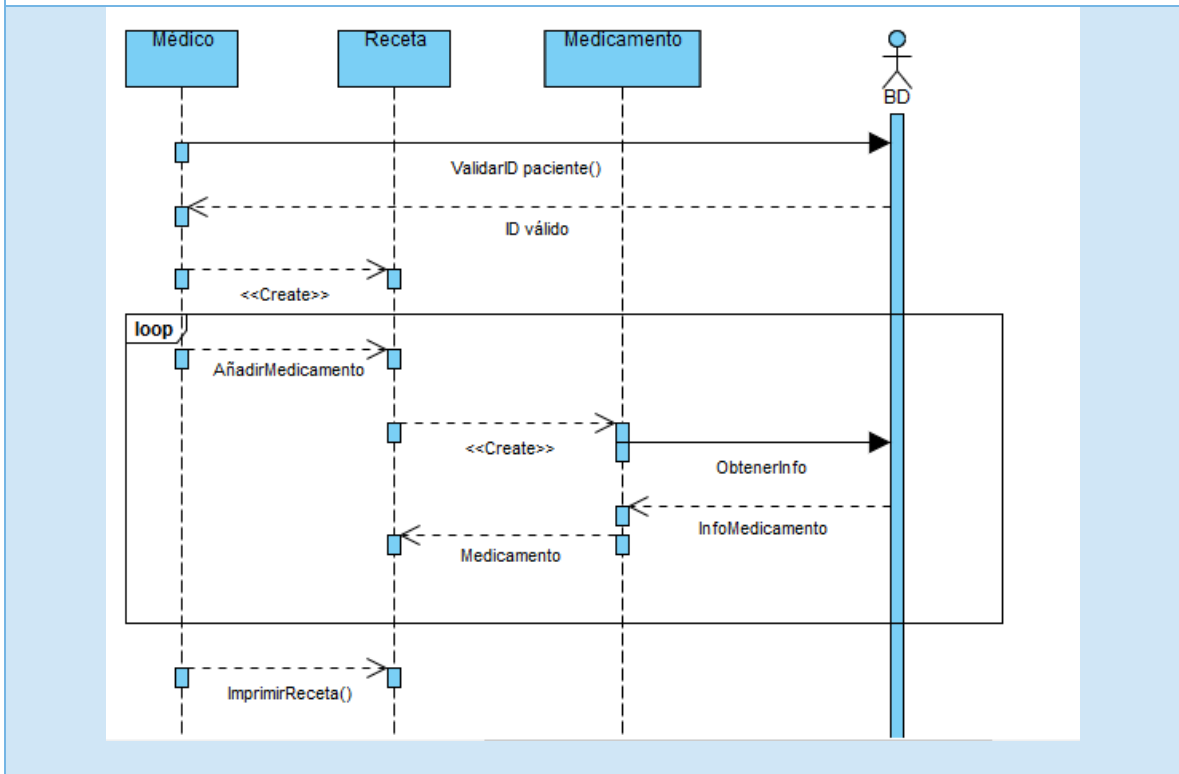 Médico
Receta
Medicamento
BD
ValidarID paciente()
ID válido
<<Create>>
loop
AñadirMedicamento
<<Create>>
ObtenerInfo
InfoMedicamento
Medicamento
ImprimirReceta()